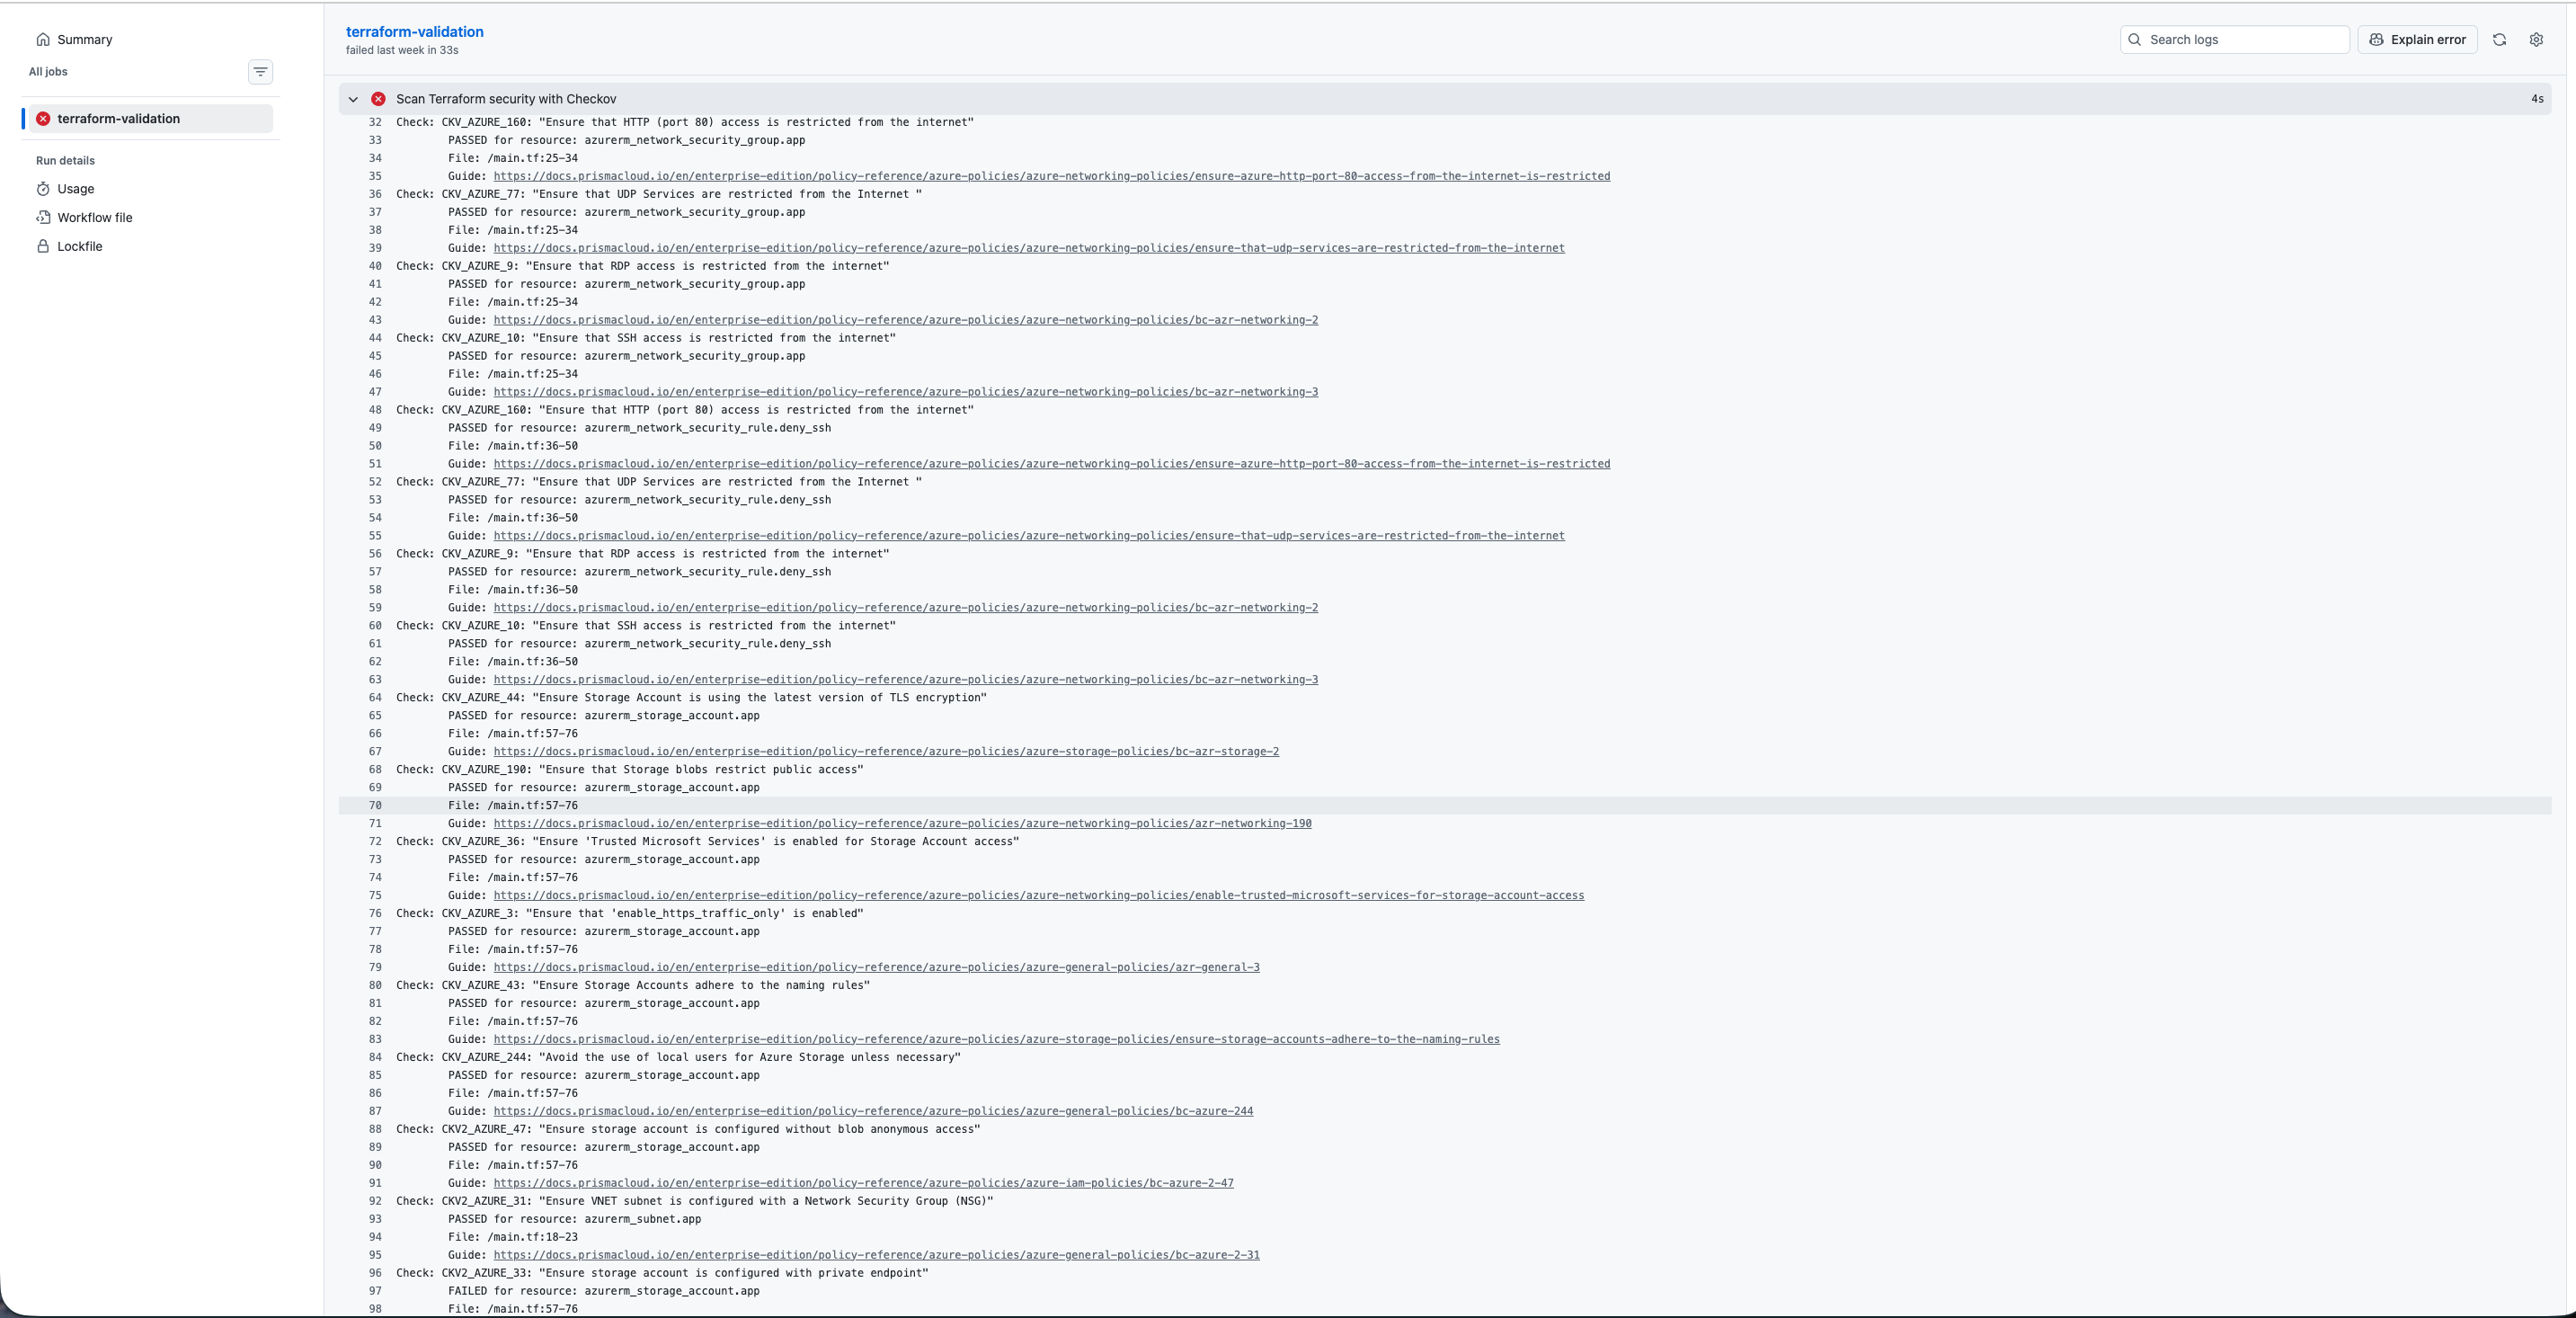 Summary
All jobs
terraform-validation
Run details
Usage
Workflow file
Lockfile
terraform-validation
failed last week in 33s
Search logs
Explain error
Scan Terraform security with Checkov
4s
32 Check: CKV_AZURE_160: "Ensure that HTTP (port 80) access is restricted from the internet"
33 PASSED for resource: azurerm_network_security_group.app
34 File: /main.tf:25-34
35 Guide: https://docs.prismacloud.io/en/enterprise-edition/policy-reference/azure-policies/azure-networking-policies/ensure-azure-http-port-80-access-from-the-internet-is-restricted
36 Check: CKV_AZURE_77: "Ensure that UDP Services are restricted from the Internet "
37 PASSED for resource: azurerm_network_security_group.app
38 File: /main.tf:25-34
39 Guide: https://docs.prismacloud.io/en/enterprise-edition/policy-reference/azure-policies/azure-networking-policies/ensure-that-udp-services-are-restricted-from-the-internet
40 Check: CKV_AZURE_9: "Ensure that RDP access is restricted from the internet"
41 PASSED for resource: azurerm_network_security_group.app
42 File: /main.tf:25-34
43 Guide: https://docs.prismacloud.io/en/enterprise-edition/policy-reference/azure-policies/azure-networking-policies/bc-azr-networking-2
44 Check: CKV_AZURE_10: "Ensure that SSH access is restricted from the internet"
45 PASSED for resource: azurerm_network_security_group.app
46 File: /main.tf:25-34
47 Guide: https://docs.prismacloud.io/en/enterprise-edition/policy-reference/azure-policies/azure-networking-policies/bc-azr-networking-3
48 Check: CKV_AZURE_160: "Ensure that HTTP (port 80) access is restricted from the internet"
49 PASSED for resource: azurerm_network_security_rule.deny_ssh
50 File: /main.tf:36-50
51 Guide: https://docs.prismacloud.io/en/enterprise-edition/policy-reference/azure-policies/azure-networking-policies/ensure-azure-http-port-80-access-from-the-internet-is-restricted
52 Check: CKV_AZURE_77: "Ensure that UDP Services are restricted from the Internet "
53 PASSED for resource: azurerm_network_security_rule.deny_ssh
54 File: /main.tf:36-50
55 Guide: https://docs.prismacloud.io/en/enterprise-edition/policy-reference/azure-policies/azure-networking-policies/ensure-that-udp-services-are-restricted-from-the-internet
56 Check: CKV_AZURE_9: "Ensure that RDP access is restricted from the internet"
57 PASSED for resource: azurerm_network_security_rule.deny_ssh
58 File: /main.tf:36-50
59 Guide: https://docs.prismacloud.io/en/enterprise-edition/policy-reference/azure-policies/azure-networking-policies/bc-azr-networking-2
60 Check: CKV_AZURE_10: "Ensure that SSH access is restricted from the internet"
61 PASSED for resource: azurerm_network_security_rule.deny_ssh
62 File: /main.tf:36-50
63 Guide: https://docs.prismacloud.io/en/enterprise-edition/policy-reference/azure-policies/azure-networking-policies/bc-azr-networking-3
64 Check: CKV_AZURE_44: "Ensure Storage Account is using the latest version of TLS encryption"
65 PASSED for resource: azurerm_storage_account.app
66 File: /main.tf:57-76
67 Guide: https://docs.prismacloud.io/en/enterprise-edition/policy-reference/azure-policies/azure-storage-policies/bc-azr-storage-2
68 Check: CKV_AZURE_190: "Ensure that Storage blobs restrict public access"
69 PASSED for resource: azurerm_storage_account.app
70 File: /main.tf:57-76
71 Guide: https://docs.prismacloud.io/en/enterprise-edition/policy-reference/azure-policies/azure-networking-policies/azr-networking-190
72 Check: CKV_AZURE_36: "Ensure 'Trusted Microsoft Services' is enabled for Storage Account access"
73 PASSED for resource: azurerm_storage_account.app
74 File: /main.tf:57-76
75 Guide: https://docs.prismacloud.io/en/enterprise-edition/policy-reference/azure-policies/azure-networking-policies/enable-trusted-microsoft-services-for-storage-account-access
76 Check: CKV_AZURE_3: "Ensure that 'enable_https_traffic_only' is enabled"
77 PASSED for resource: azurerm_storage_account.app
78 File: /main.tf:57-76
79 Guide: https://docs.prismacloud.io/en/enterprise-edition/policy-reference/azure-policies/azure-general-policies/azr-general-3
80 Check: CKV_AZURE_43: "Ensure Storage Accounts adhere to the naming rules"
81 PASSED for resource: azurerm_storage_account.app
82 File: /main.tf:57-76
83 Guide: https://docs.prismacloud.io/en/enterprise-edition/policy-reference/azure-policies/azure-storage-policies/ensure-storage-accounts-adhere-to-the-naming-rules
84 Check: CKV_AZURE_244: "Avoid the use of local users for Azure Storage unless necessary"
85 PASSED for resource: azurerm_storage_account.app
86 File: /main.tf:57-76
87 Guide: https://docs.prismacloud.io/en/enterprise-edition/policy-reference/azure-policies/azure-general-policies/bc-azure-244
88 Check: CKV2_AZURE_47: "Ensure storage account is configured without blob anonymous access"
89 PASSED for resource: azurerm_storage_account.app
90 File: /main.tf:57-76
91 Guide: https://docs.prismacloud.io/en/enterprise-edition/policy-reference/azure-policies/azure-iam-policies/bc-azure-2-47
92 Check: CKV2_AZURE_31: "Ensure VNET subnet is configured with a Network Security Group (NSG)"
93 PASSED for resource: azurerm_subnet.app
94 File: /main.tf:18-23
95 Guide: https://docs.prismacloud.io/en/enterprise-edition/policy-reference/azure-policies/azure-general-policies/bc-azure-2-31
96 Check: CKV2_AZURE_33: "Ensure storage account is configured with private endpoint"
97 FAILED for resource: azurerm_storage_account.app
98 File: /main.tf:57-76